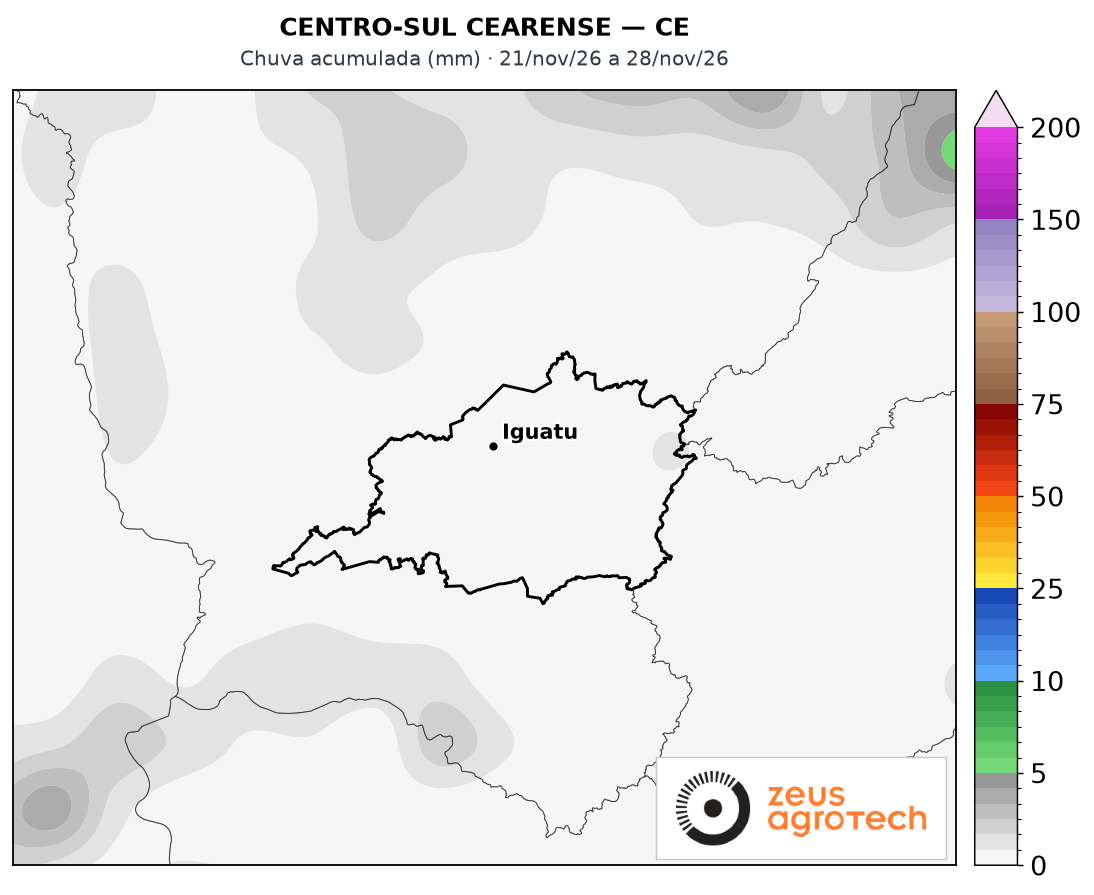 CENTRO-SUL CEARENSE — CE
Chuva acumulada (mm) · 21/nov/26 a 28/nov/26
Iguatu
200
150
100
75
50
25
10
5
0
zeus
agrotech